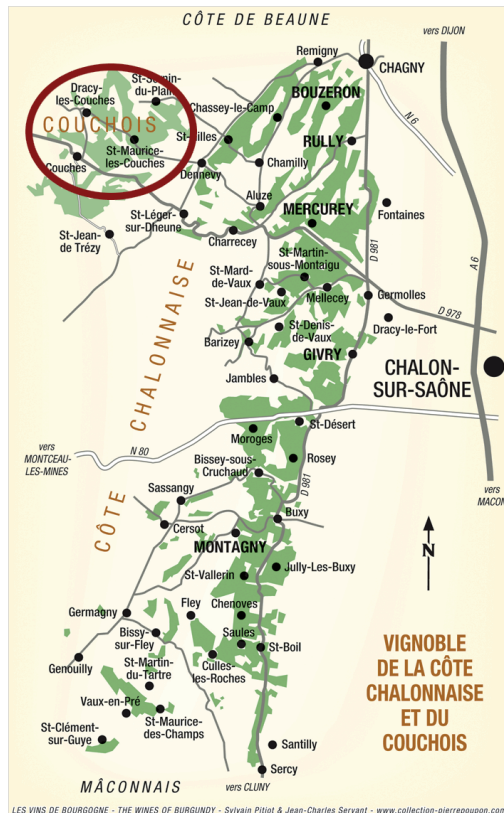 CÔTE DE BEAUNE
vers DIJON
Remigny
CHAGNY
Dracy-
les-Couches
St-Sernin-
du-Plain
BOUZERON
Chassey-le-Camp
N 6
COUCHOIS
St-Gilles
RULLY
St-Maurice-
les-Couches
Couches
Dennevy
Chamilly
A 6
Aluze
MERCUREY
Fontaines
St-Léger-
sur-Dheune
St-Jean-
de Trézy
Charrecey
D 981
St-Martin-
sous-Montaigu
St-Mard-
de-Vaux
St-Jean-de-Vaux
Mellecey
Germolles
D 978
Dracy-le-Fort
St-Denis-
de-Vaux
Barizey
GIVRY
CHALON-
SUR-SAÔNE
Jambles
CÔTE CHALONNAISE
St-Désert
Moroges
vers
MONTCEAU-
LES-MINES
N 80
Rosey
Bissey-sous-
Cruchaud
D 981
vers
MACON
Sassangy
Buxy
Cersot
MONTAGNY
N
Jully-Les-Buxy
St-Vallerin
Germagny
Fley
Chenoves
Bissy-
sur-Fley
Saules
St-Boil
Genouilly
Culles-
les-Roches
St-Martin-
du-Tartre
VIGNOBLE
DE LA CÔTE
CHALONNAISE
ET DU
COUCHOIS
Vaux-en-Pré
St-Maurice-
des-Champs
St-Clément-
sur-Guye
Santilly
Sercy
MÂCONNAIS
vers CLUNY
LES VINS DE BOURGOGNE - THE WINES OF BURGUNDY - Sylvain Pitiot & Jean-Charles Servant - www.collection-pierrepoupon.com